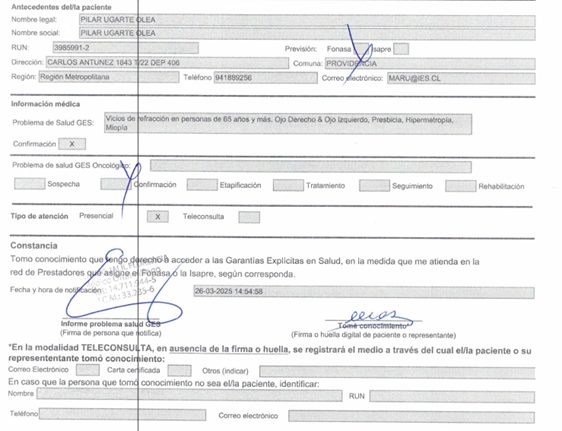 Antecedentes del/la paciente
Nombre legal: PILAR UGARTE OLEA
Nombre social: PILAR UGARTE OLEA
RUN: 3985991-2 Previsión: Fonasa Isapre
Dirección: CARLOS ANTUNEZ 1843 1/22 DEP 406 Comuna: PROVIDENCIA
Región: Región Metropolitana Teléfono 941889256 Correo electrónico: MARU@IES.CL
Información médica
Problema de Salud GES: Vicios de refracción en personas de 65 años y más. Ojo Derecho & Ojo Izquierdo, Presbicia, Hipermetropia,
Miopia
Confirmación X
Problema de salud GES Oncológico:
Sospecha Confirmación Etapificación Tratamiento Seguimiento Rehabilitación
Tipo de atención Presencial X Teleconsulta
Constancia
Tomo conocimiento que tengo derecho a acceder a las Garantías Explícitas en Salud, en la medida que me atienda en la
red de Prestadores que asigne el Fonasa o la Isapre, según corresponda.
Fecha y hora de notificación: 26-03-2025 14:54:58
Informe problema salud GES Tomé conocimiento*
(Firma de persona que notifica) (Firma o huella digital de paciente o representante)
*En la modalidad TELECONSULTA, en ausencia de la firma o huella, se registrará el medio a través del cual el/la paciente o su
represententante tomó conocimiento:
Correo Electrónico Carta certificada Otros (indicar)
En caso que la persona que tomó conocimiento no sea el/la paciente, identificar:
Nombre RUN
Teléfono Correo electrónico